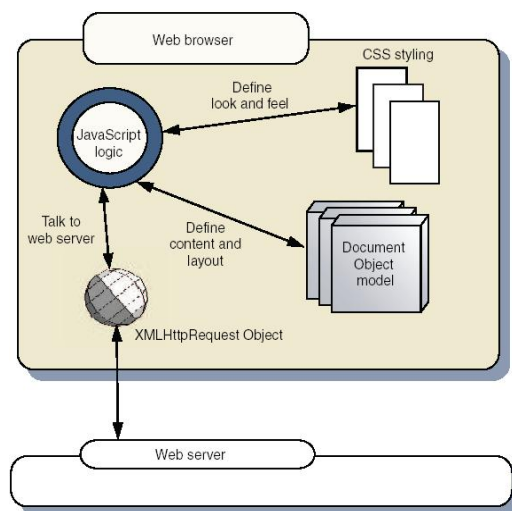 Web browser
CSS styling
Define
look and feel
JavaScript
logic
Talk to
web server
Define
content and
layout
Document
Object
model
XMLHttpRequest Object
Web server